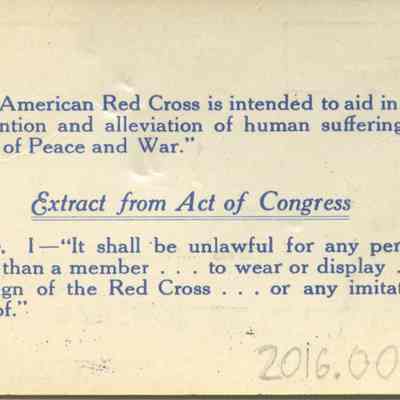 American Red Cross is intended to aid in
ntion and alleviation of human suffering
of Peace and War."
Extract from Act of Congress
. 1—"It shall be unlawful for any per
than a member . . . to wear or display .
gn of the Red Cross . . . or any imitat
of."
2016.00